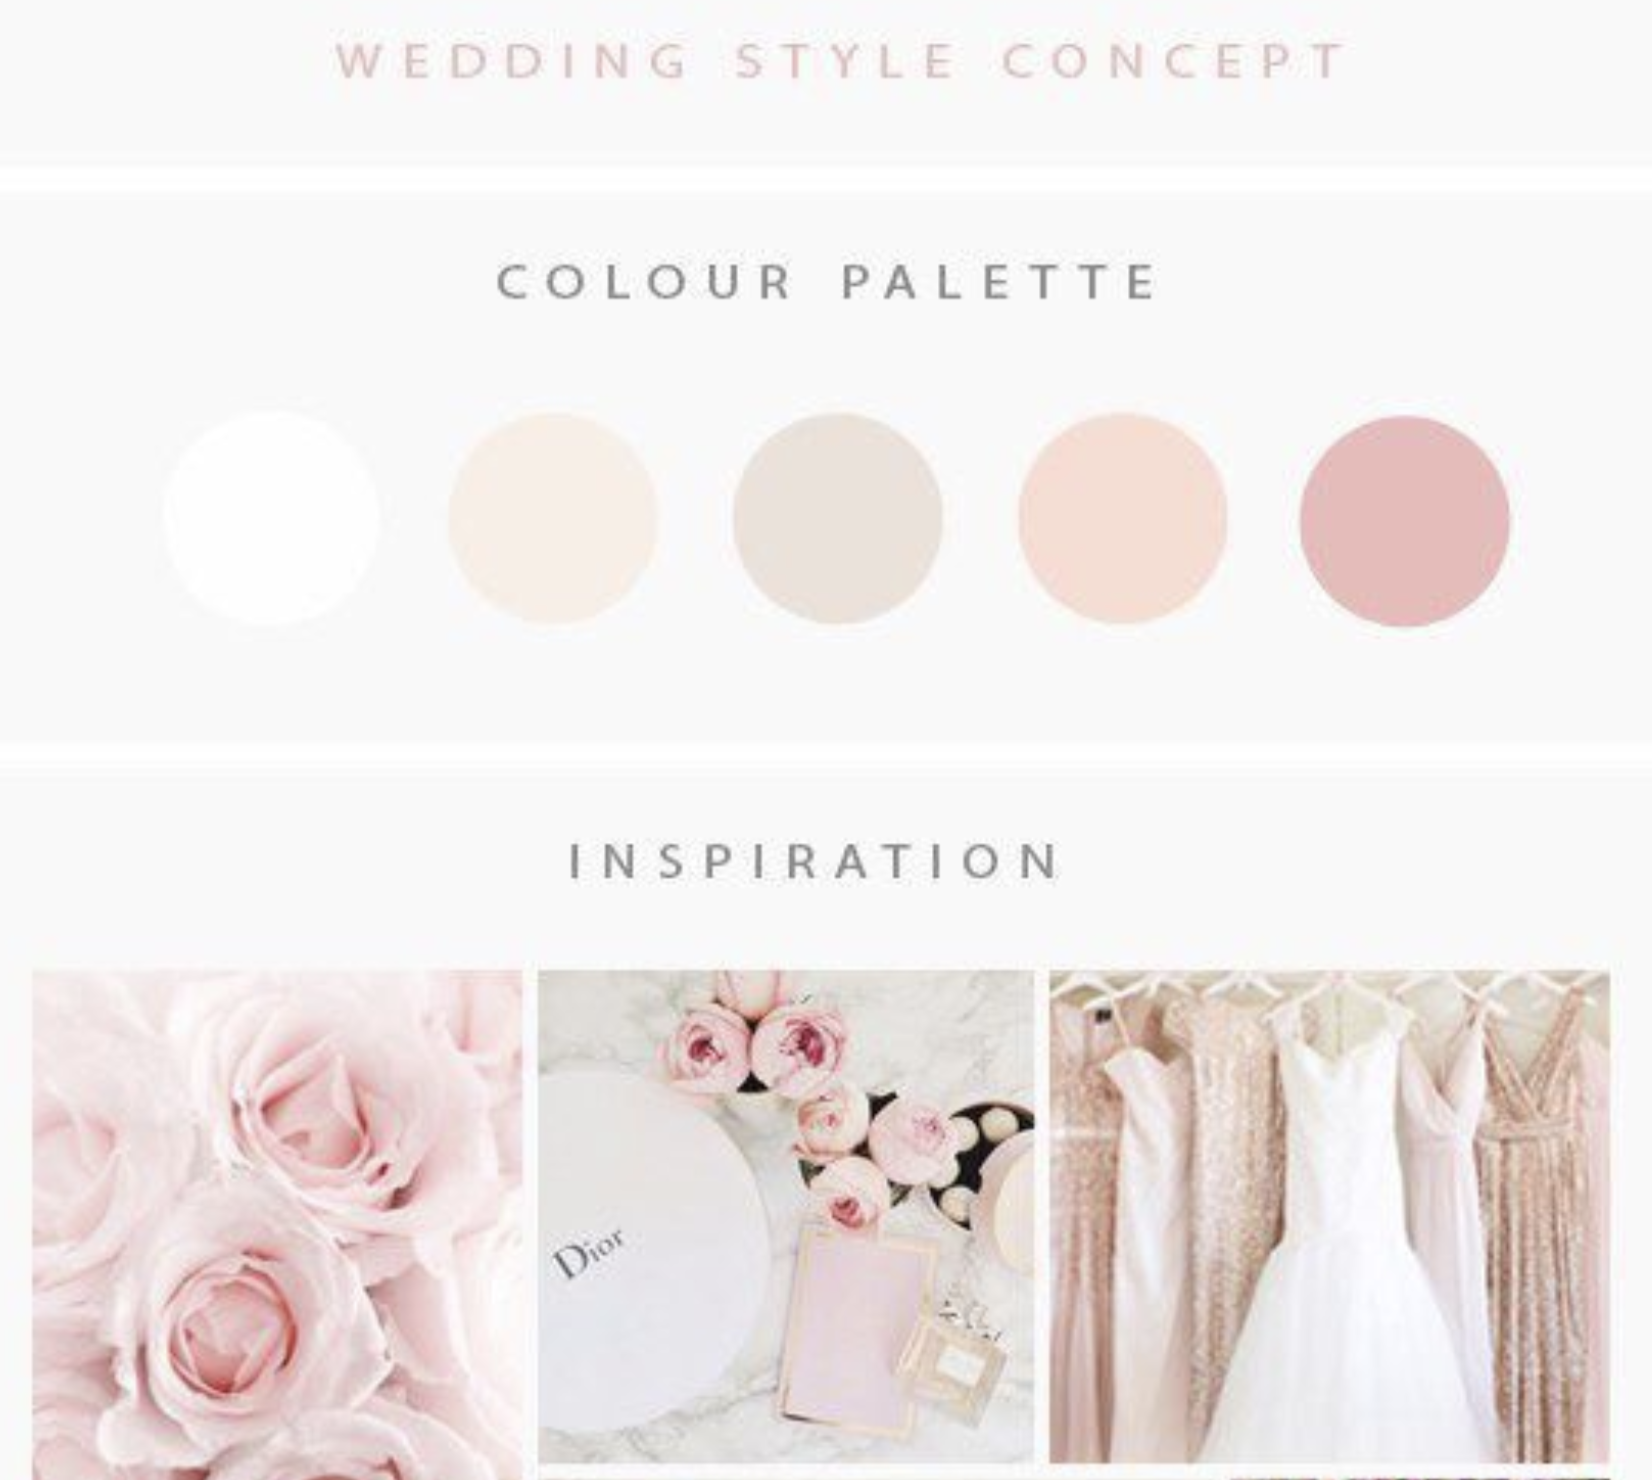 WEDDING STYLE CONCEPT
COLOUR PALETTE
INSPIRATION
Dior